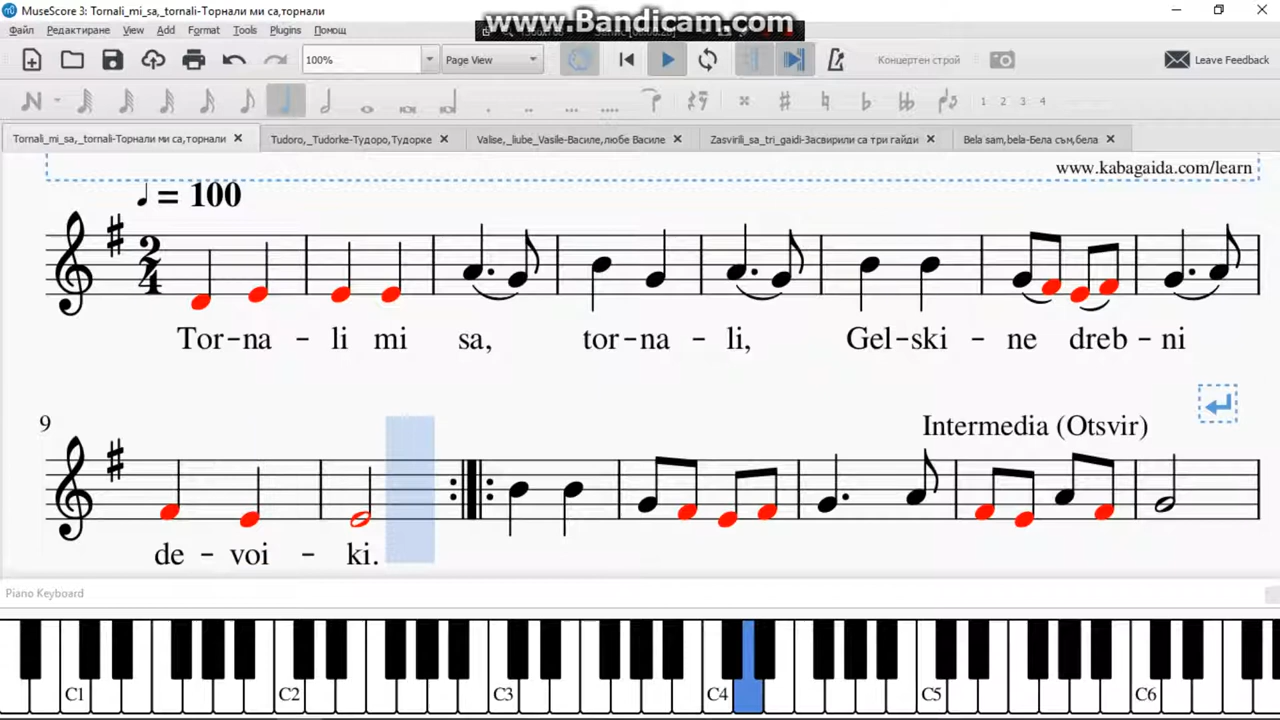 MuseScore 3: Tornali_mi_sa,_tornali-Торнали ми са,торнали
www.Bandicam.com
Файл Редактиране View Add Format Tools Plugins Помощ
100% Page View Концертен строй Leave Feedback
1 2 3 4
Tornali_mi_sa,_tornali-Торнали ми са,торнали Tudoro,_Tudorke-Тудоро,Тудорке Valise,_liube_Vasile-Василе,любе Василе Zasvirili_sa_tri_gaidi-Засвирили са три гайди Bela sam,bela-Бела съм,бела
www.kabagaida.com/learn
= 100
2
4
Tor-na - li mi sa, tor-na - li, Gel-ski - ne dreb-ni
9
Intermedia (Otsvir)
de - voi - ki.
Piano Keyboard
C1 C2 C3 C4 C5 C6